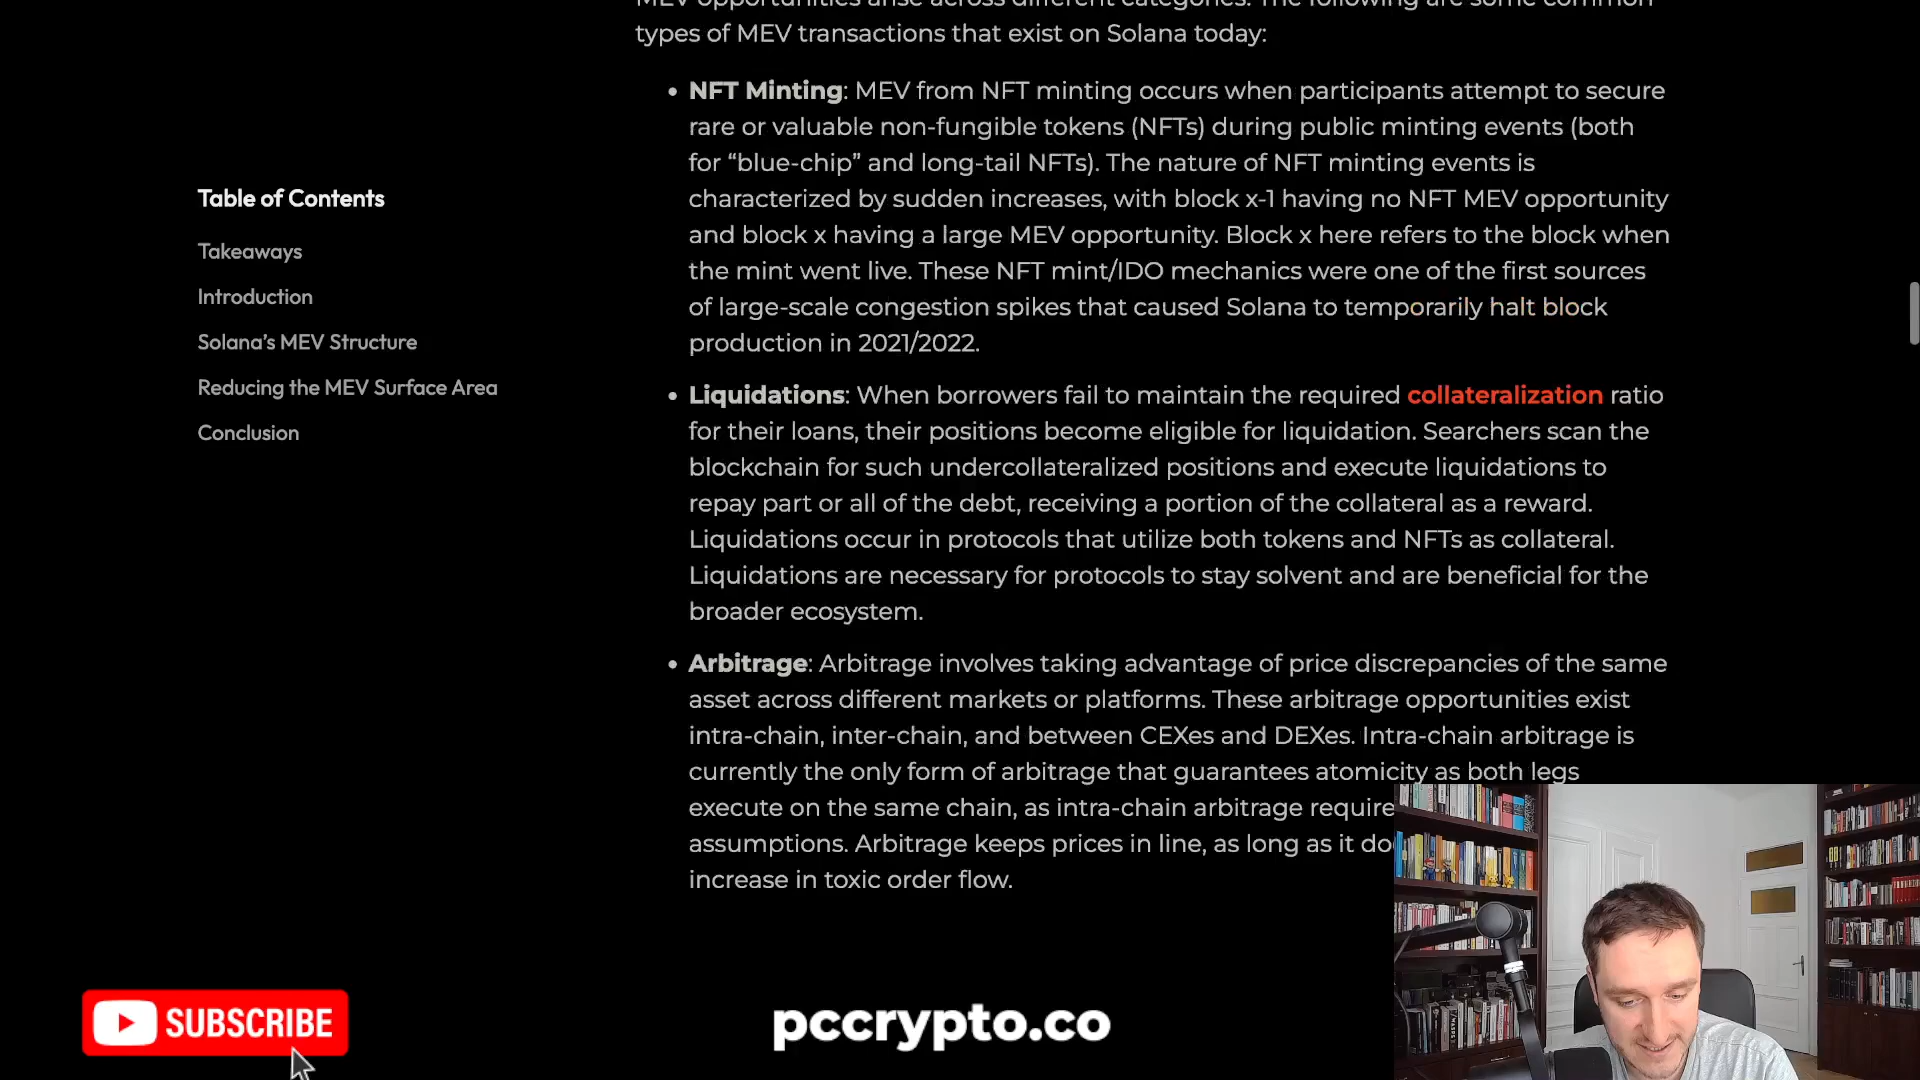 MEV opportunities arise across different categories. The following are some common
types of MEV transactions that exist on Solana today:
• NFT Minting: MEV from NFT minting occurs when participants attempt to secure
rare or valuable non-fungible tokens (NFTs) during public minting events (both
for “blue-chip” and long-tail NFTs). The nature of NFT minting events is
characterized by sudden increases, with block x-1 having no NFT MEV opportunity
and block x having a large MEV opportunity. Block x here refers to the block when
the mint went live. These NFT mint/IDO mechanics were one of the first sources
of large-scale congestion spikes that caused Solana to temporarily halt block
production in 2021/2022.
Table of Contents
Takeaways
Introduction
Solana’s MEV Structure
Reducing the MEV Surface Area
Conclusion
• Liquidations: When borrowers fail to maintain the required collateralization ratio
for their loans, their positions become eligible for liquidation. Searchers scan the
blockchain for such undercollateralized positions and execute liquidations to
repay part or all of the debt, receiving a portion of the collateral as a reward.
Liquidations occur in protocols that utilize both tokens and NFTs as collateral.
Liquidations are necessary for protocols to stay solvent and are beneficial for the
broader ecosystem.
• Arbitrage: Arbitrage involves taking advantage of price discrepancies of the same
asset across different markets or platforms. These arbitrage opportunities exist
intra-chain, inter-chain, and between CEXes and DEXes. Intra-chain arbitrage is
currently the only form of arbitrage that guarantees atomicity as both legs
execute on the same chain, as intra-chain arbitrage require
assumptions. Arbitrage keeps prices in line, as long as it do
increase in toxic order flow.
SUBSCRIBE
pccrypto.co